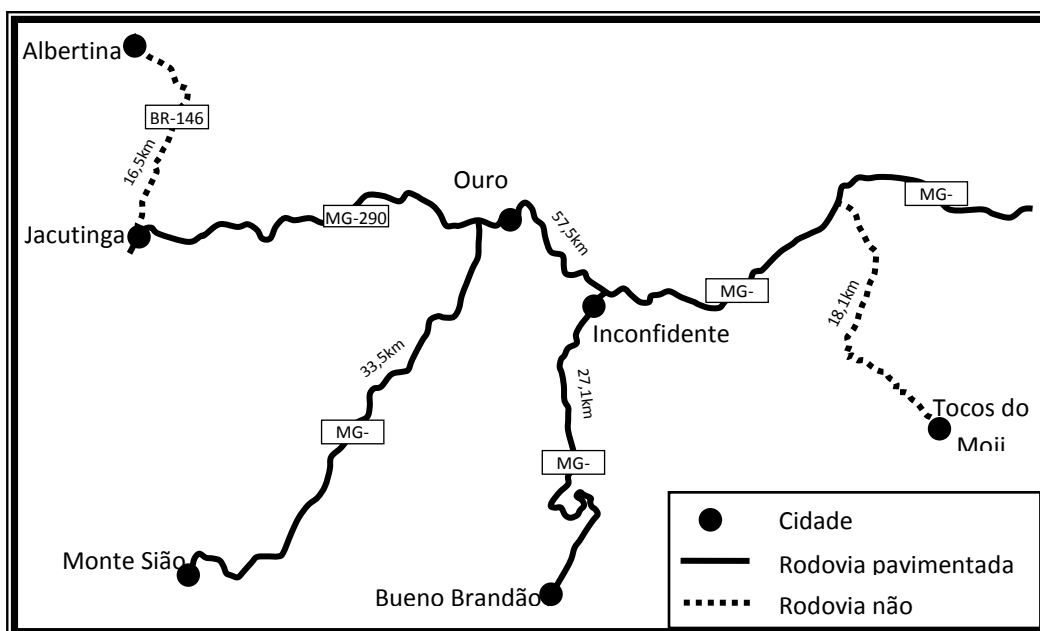 Albertina
BR-146
16,5km
Jacutinga
MG-290
Ouro
57,5km
Inconfidente
MG-
MG-
18,1km
Tocos do
Moji
33,5km
MG-
27,1km
MG-
Monte Sião
Bueno Brandão
Cidade
Rodovia pavimentada
Rodovia não